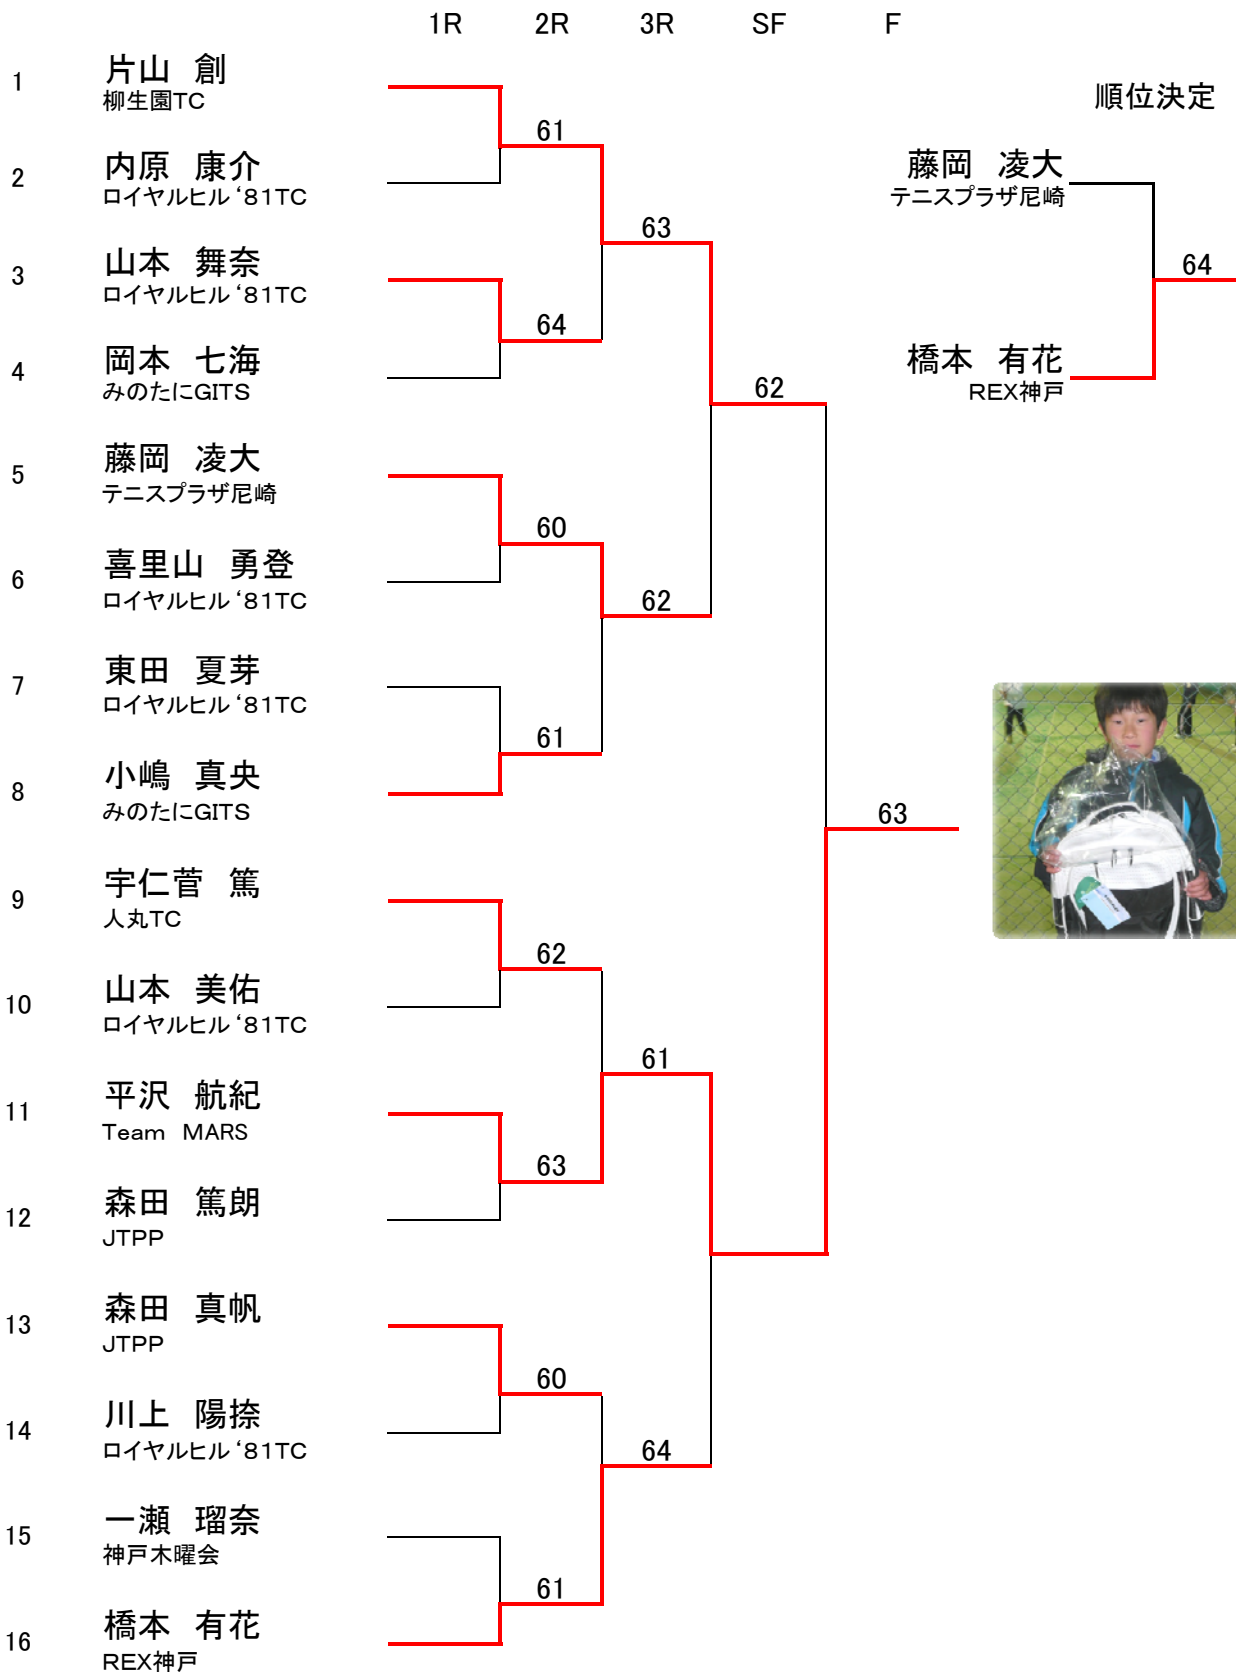 1R 2R 3R SF F
1 片山 創
柳生園TC
順位決定
61
2 内原 康介
ロイヤルヒル‘81TC
藤岡 凌大
テニスプラザ尼崎
63
3 山本 舞奈
ロイヤルヒル‘81TC
64
64
4 岡本 七海
みのたにGITS
橋本 有花
REX神戸
62
5 藤岡 凌大
テニスプラザ尼崎
60
6 喜里山 勇登
ロイヤルヒル‘81TC
62
7 東田 夏芽
ロイヤルヒル‘81TC
61
8 小嶋 真央
みのたにGITS
63
9 宇仁菅 篤
人丸TC
62
10 山本 美佑
ロイヤルヒル‘81TC
61
11 平沢 航紀
Team MARS
63
12 森田 篤朗
JTPP
13 森田 真帆
JTPP
60
14 川上 陽捺
ロイヤルヒル‘81TC
64
15 一瀬 瑠奈
神戸木曜会
61
16 橋本 有花
REX神戸